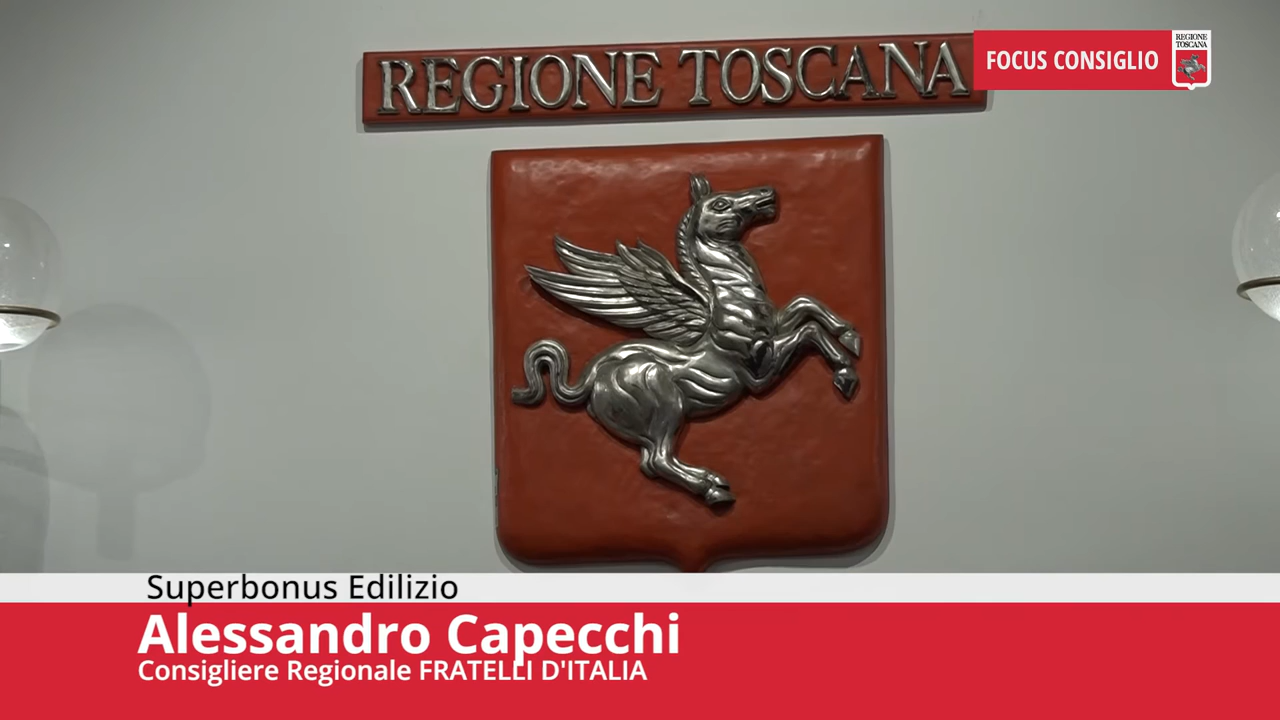 REGIONE TOSCANA
FOCUS CONSIGLIO
REGIONE
TOSCANA
Superbonus Edilizio
Alessandro Capecchi
Consigliere Regionale FRATELLI D'ITALIA